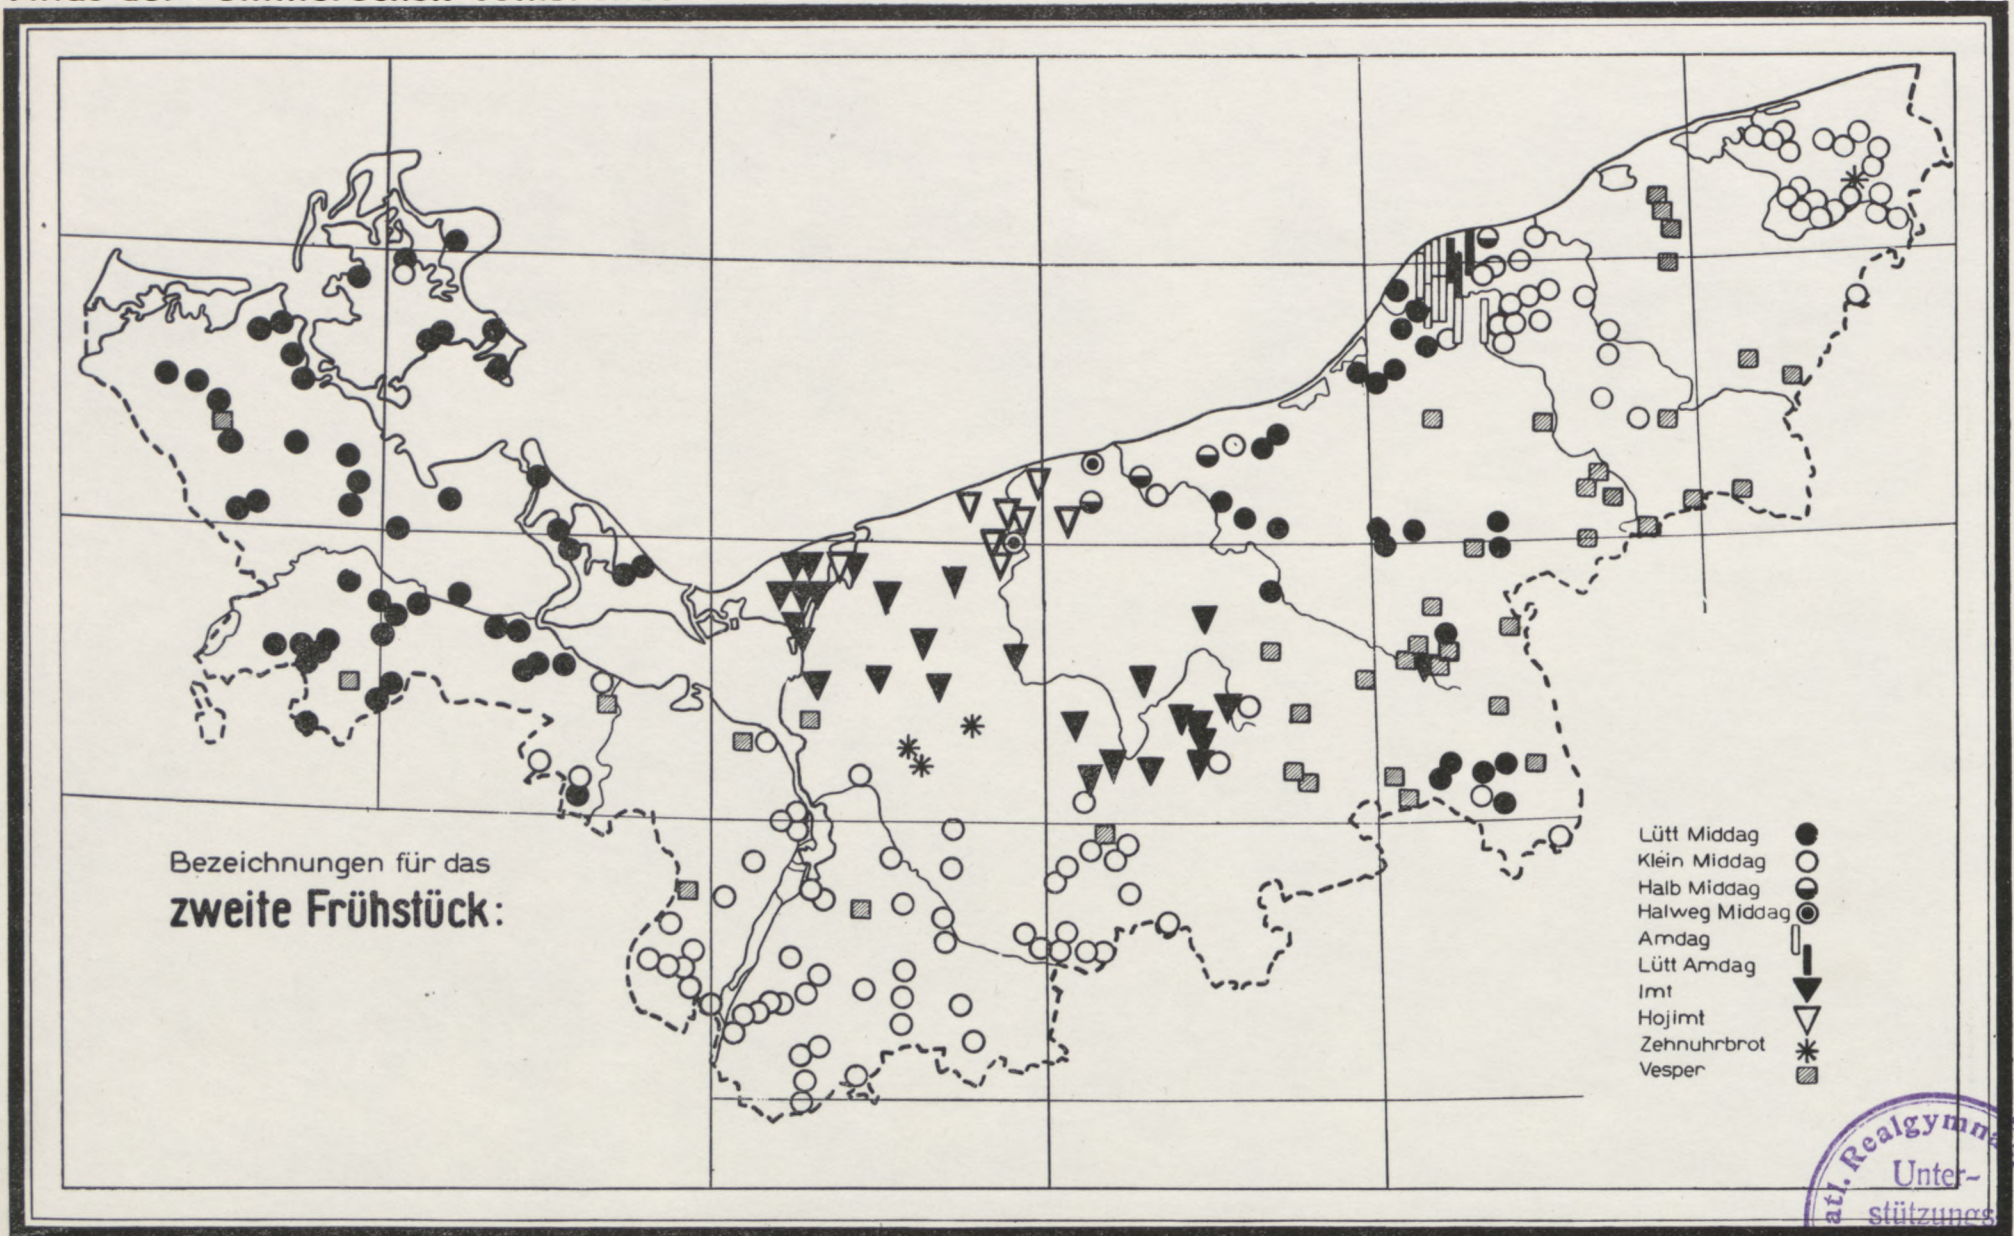 Bezeichnungen für das
zweite Frühstück:
Lütt Middag
Klein Middag
Halb Middag
Halweg Middag
Amdag
Lütt Amdag
Imt
Hojimt
Zehnuhrbrot
Vesper
Realgymna
Unter-
stützungs